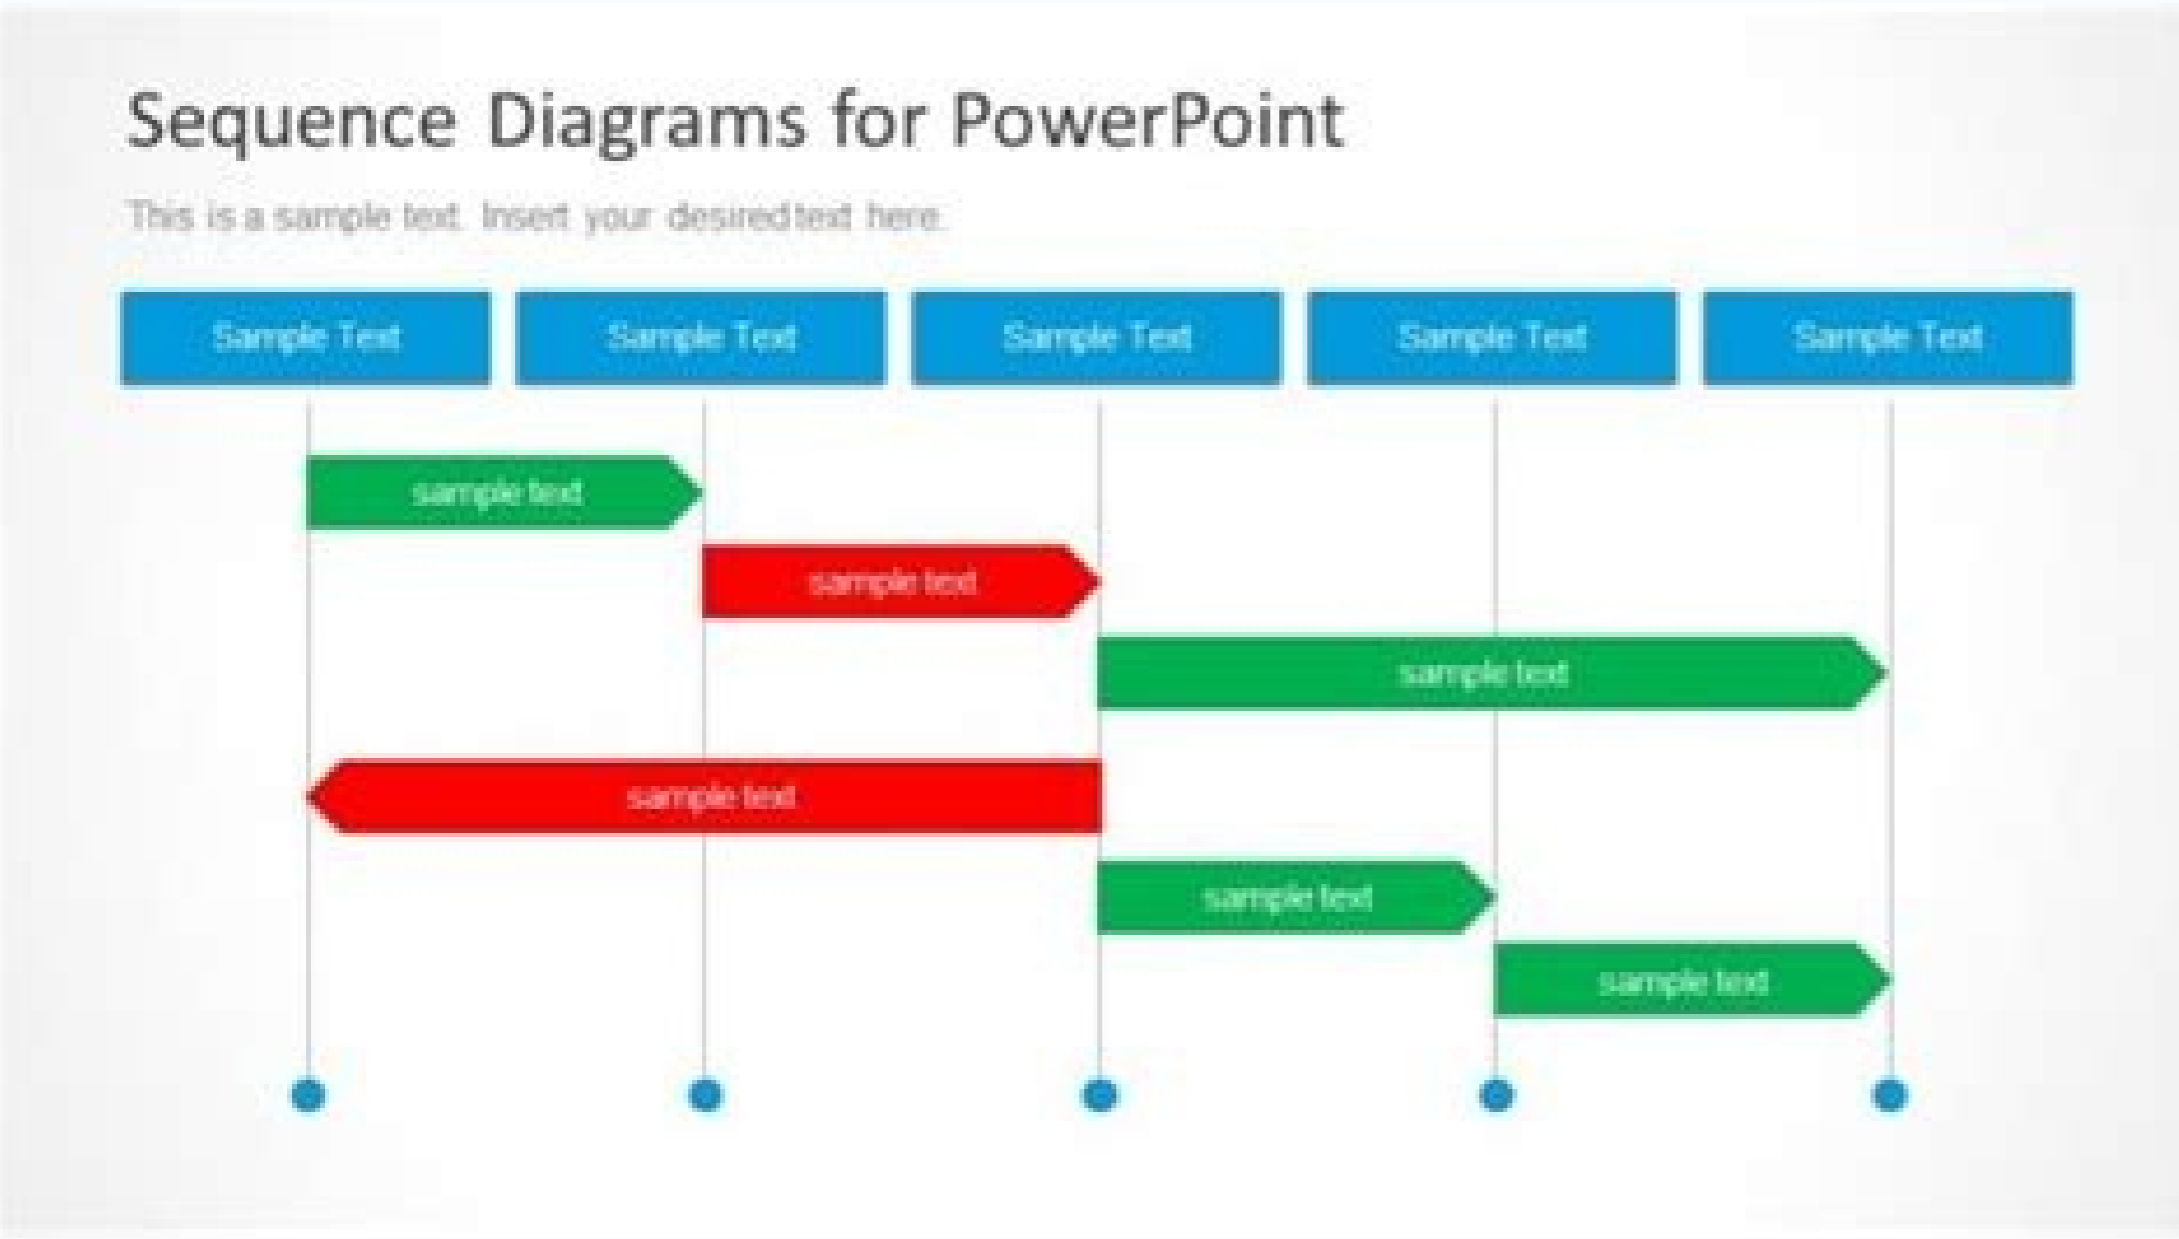 Sequence Diagrams for PowerPoint
This is a sample text. Insert your desired text here.
Sample Text Sample Text Sample Text Sample Text Sample Text
sample text
sample text
sample text
sample text
sample text
sample text